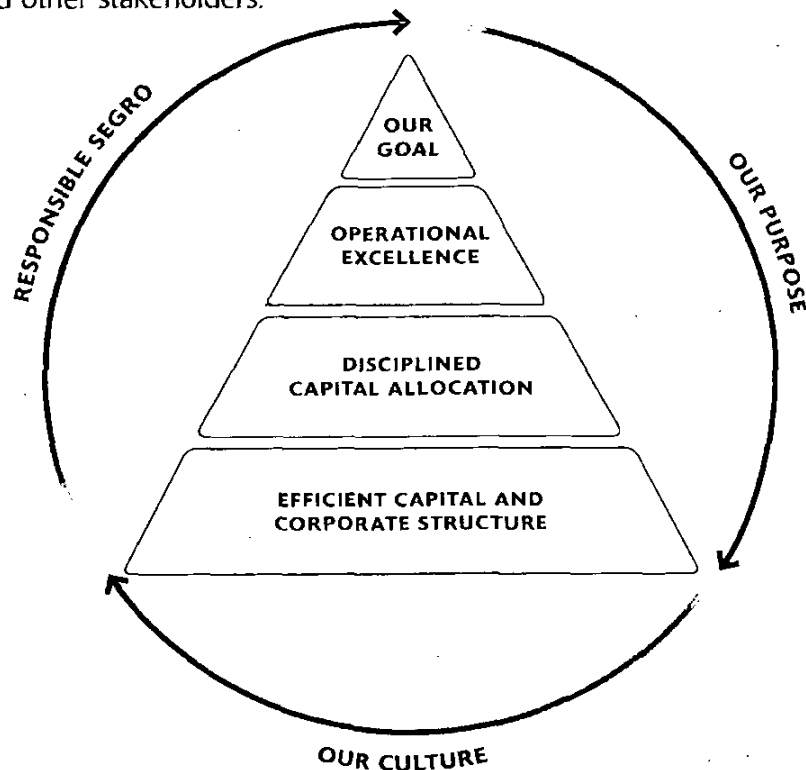 other stakeholders.
RESPONSIBLE SEGRO
OUR PURPOSE
OUR
GOAL
OPERATIONAL
EXCELLENCE
DISCIPLINED
CAPITAL ALLOCATION
EFFICIENT CAPITAL AND
CORPORATE STRUCTURE
OUR CULTURE